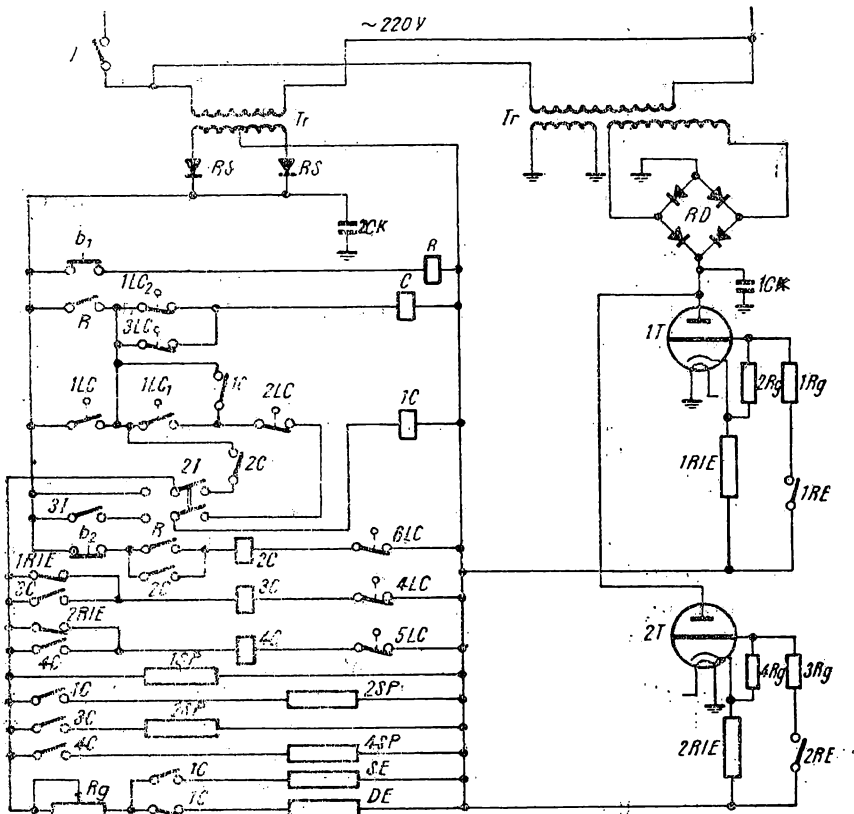 ~220V
1
Tr
Tr
RS
RS
RD
2CK
b1
R
1CK
1LC2
C
R
3LC
1T
2Rg
1Rg
1LC
1LC1
1C
2LC
1C
2C
1RIE
2I
3I
1RE
b2
R
6LC
1RIE
2C
2C
3C
3C
4LC
2RIE
4C
4C
5LC
2T
4Rg
3Rg
1SP
1C
2SP
3C
4C
4SP
2RIE
2RE
1C
SE
Rg
1C
DE